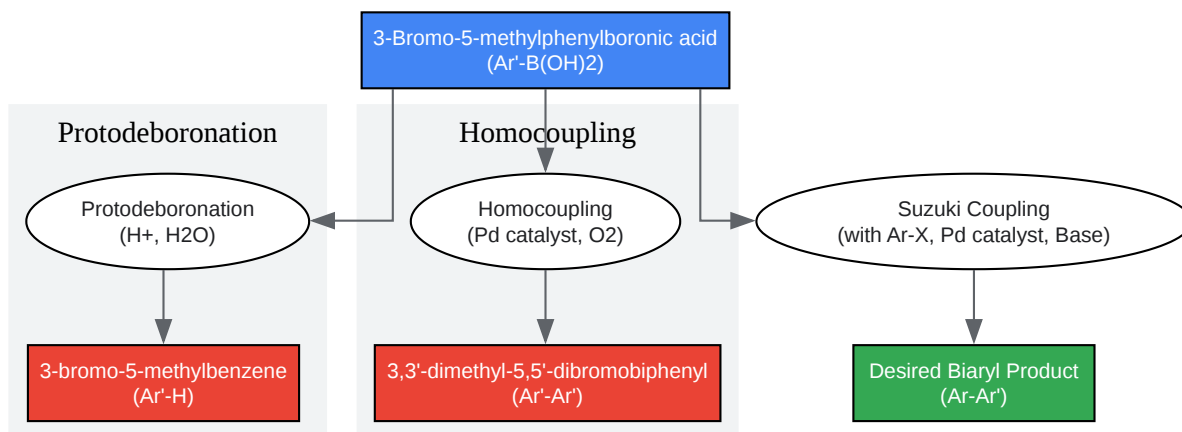 3-Bromo-5-methylphenylboronic acid
(Ar'-B(OH)2)
Protodeboronation
Homocoupling
Protodeboronation
(H+, H2O)
Homocoupling
(Pd catalyst, O2)
Suzuki Coupling
(with Ar-X, Pd catalyst, Base)
3-bromo-5-methylbenzene
(Ar'-H)
3,3'-dimethyl-5,5'-dibromobiphenyl
(Ar'-Ar')
Desired Biaryl Product
(Ar-Ar')